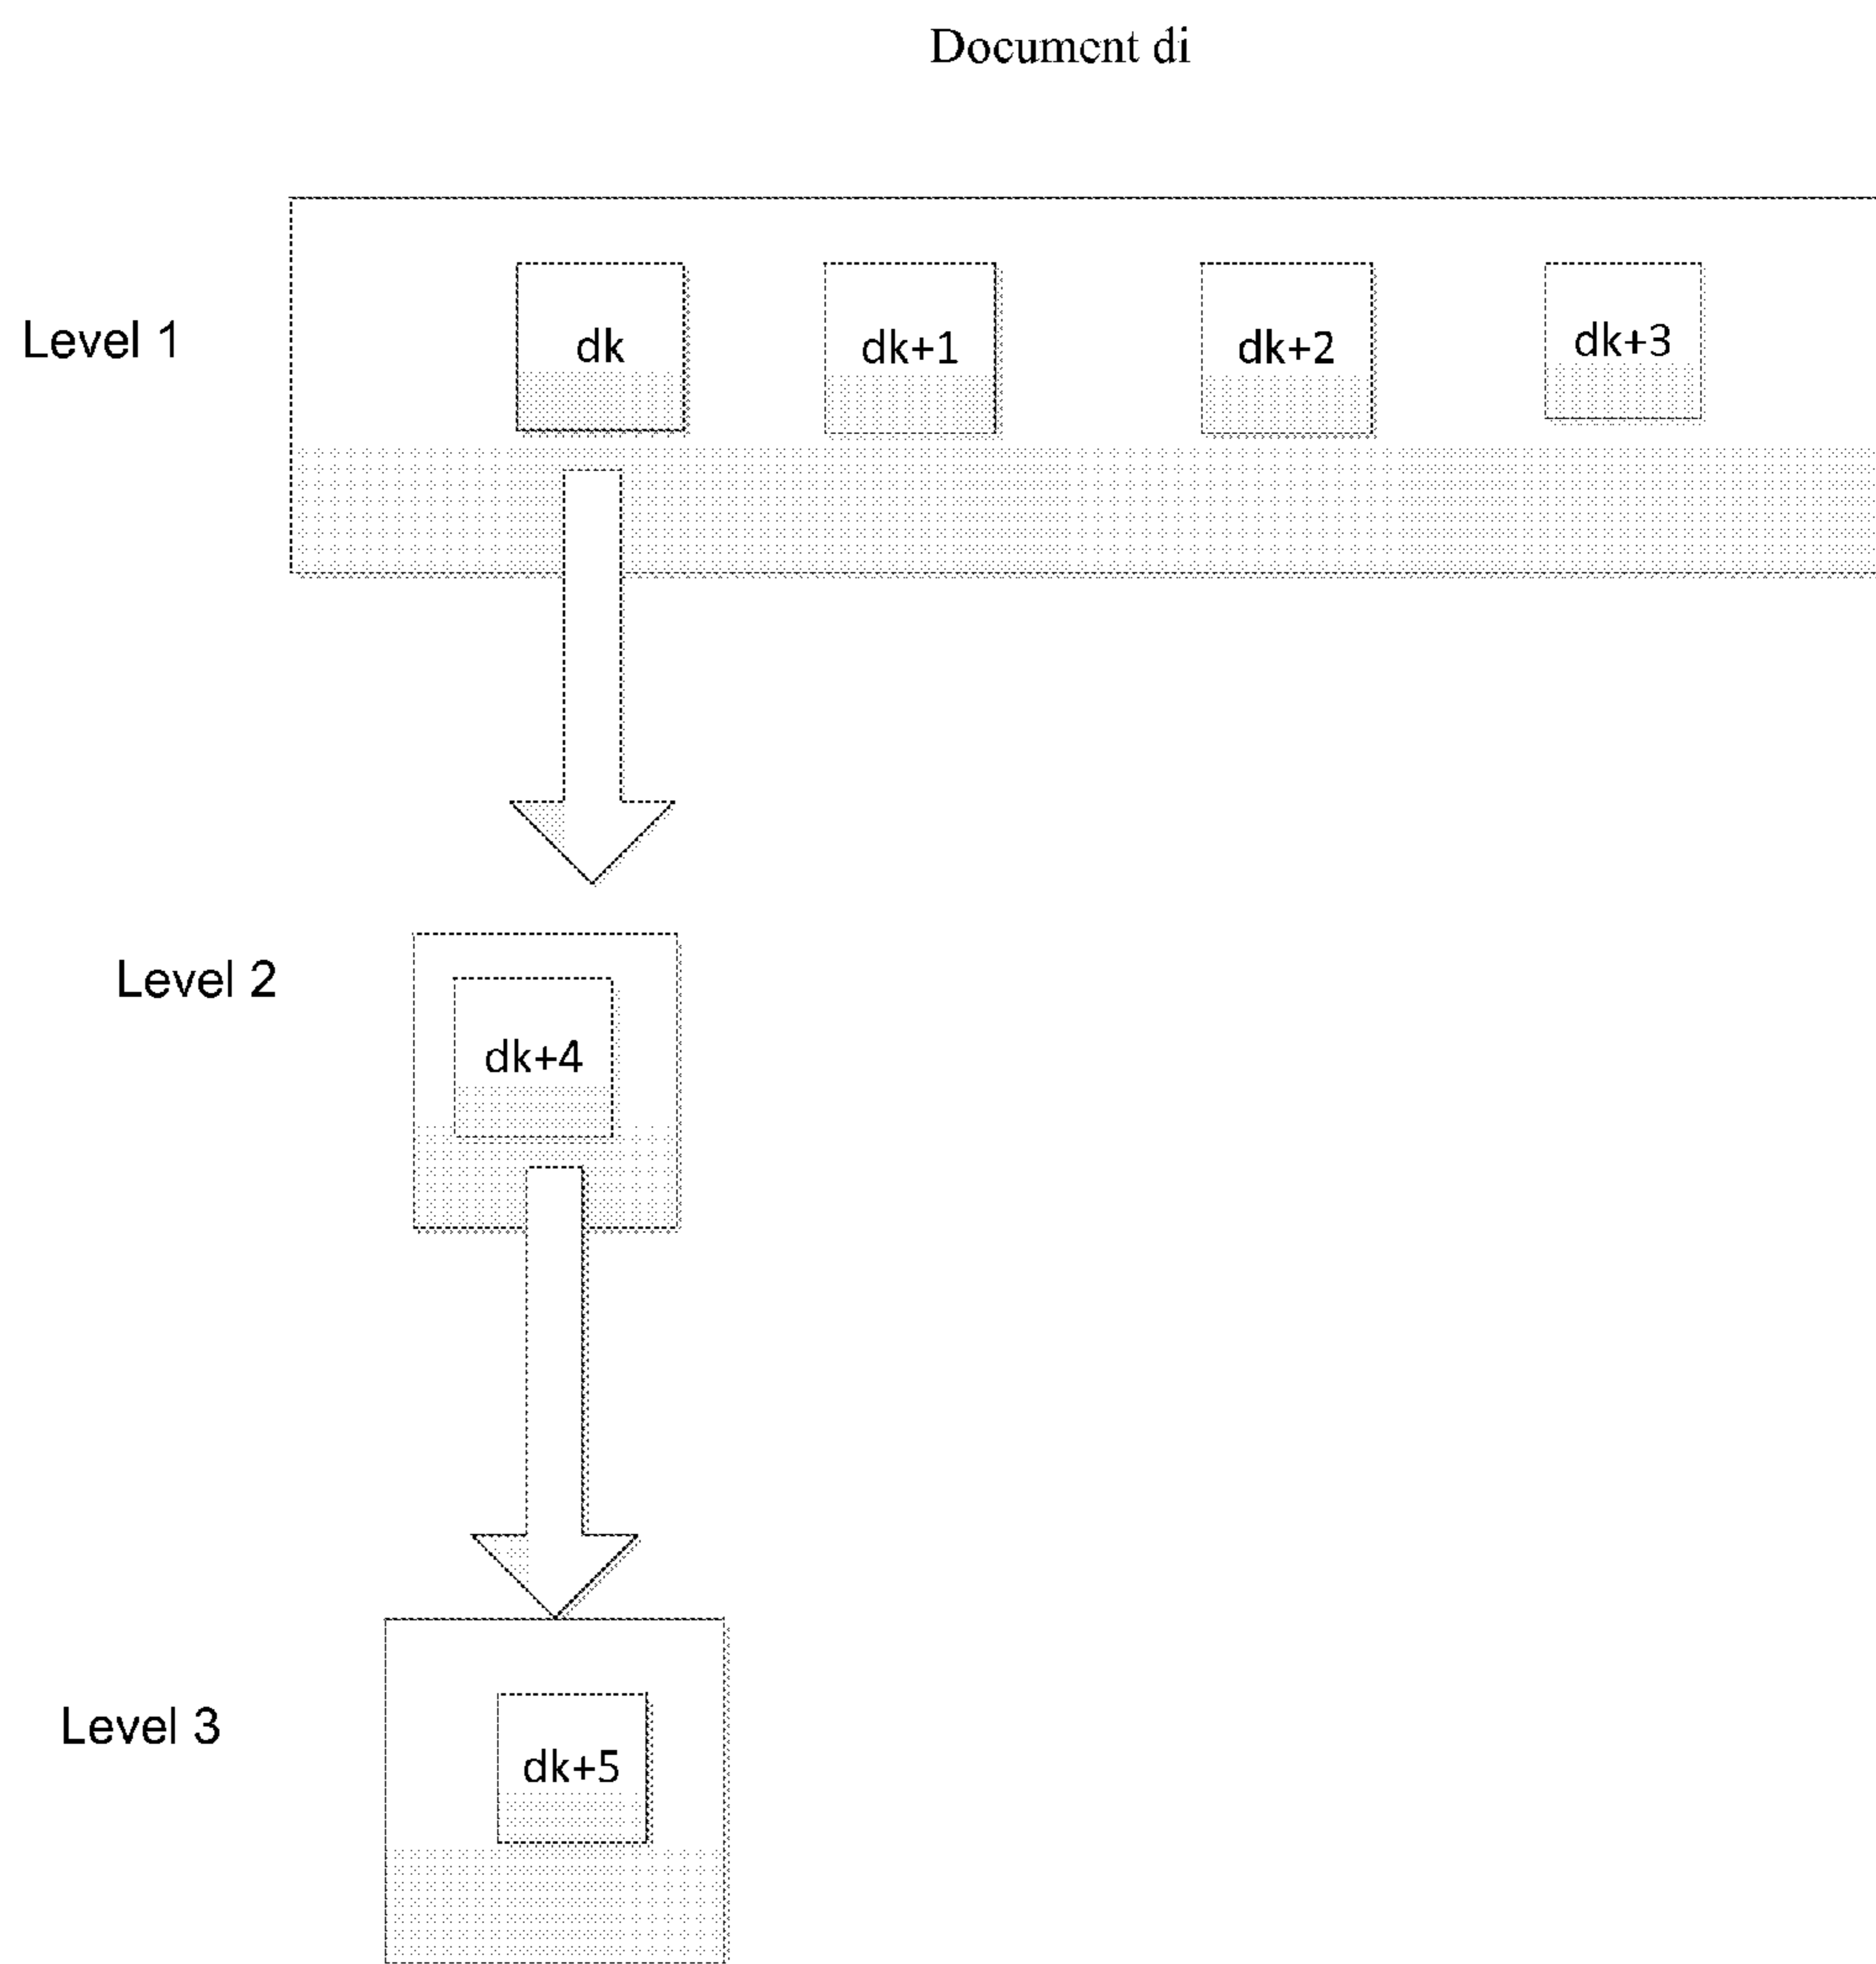 Document di
Level 1
dk
dk+1
dk+2
dk+3
Level 2
dk+4
Level 3
dk+5